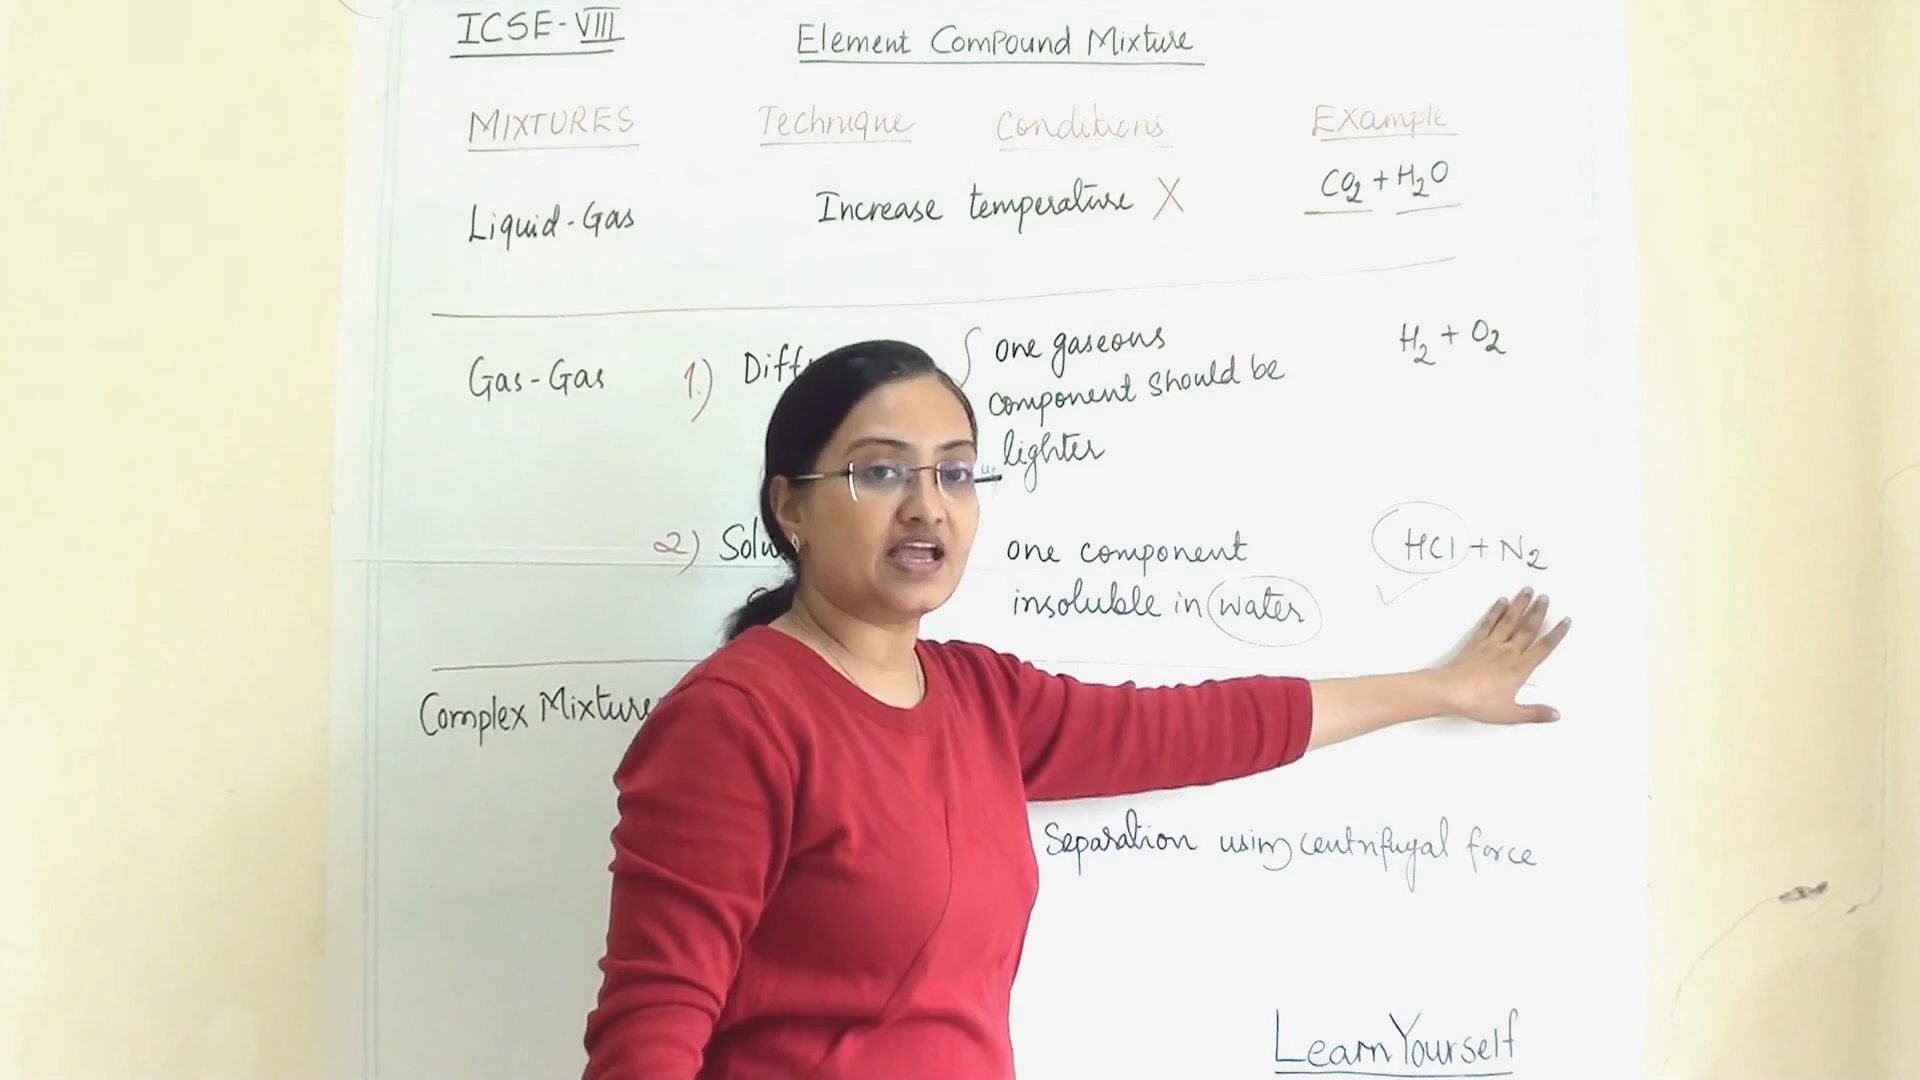 ICSE-VIII
Element Compound Mixture
MIXTURES Technique Conditions Example
Liquid-Gas Increase temperature X CO₂ + H₂O
Gas-Gas 1.) one gaseous H₂ + O₂
component should be
lighter
2) one component HCl + N₂
insoluble in water
Complex Mixture
Separation using centrifugal force.
LearnYourself